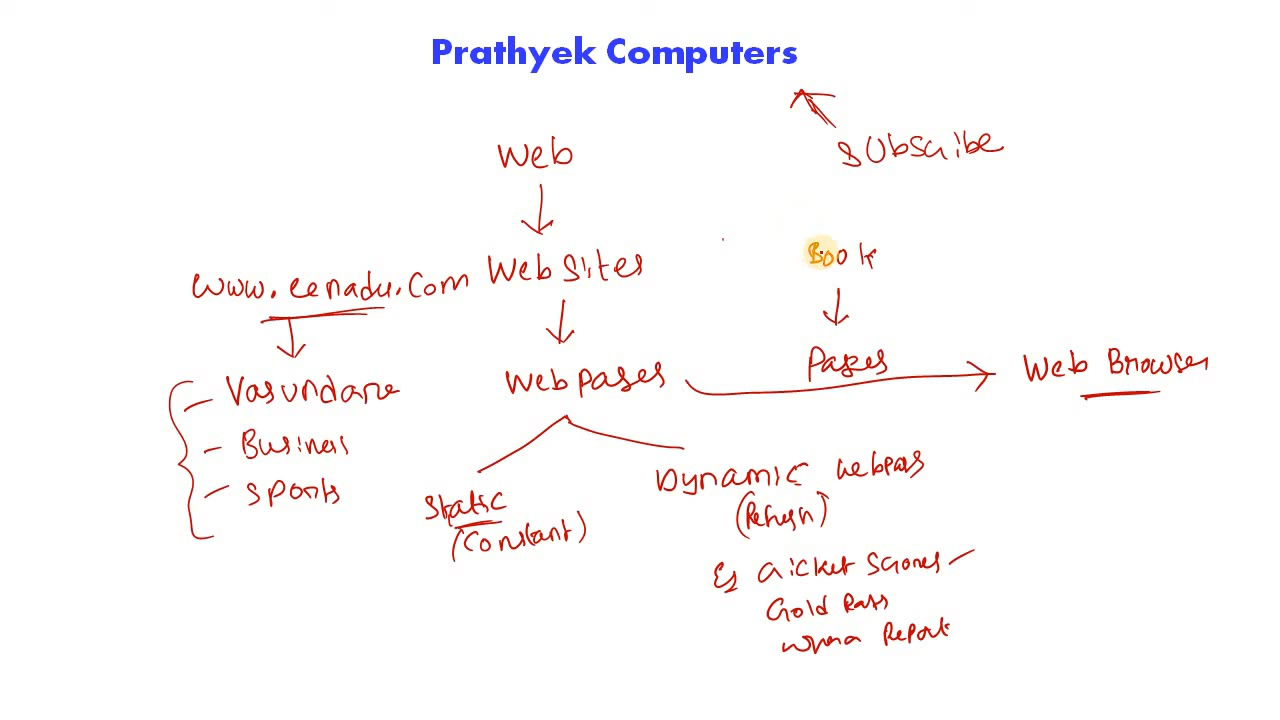 Prathyek Computers
Subscribe
Web
Book
www.eenadu.com Web Sites
Pages
Web Browser
Web pages
Vasundara
Business
Sports
Dynamic webpages
Static
(Refresh)
(Constant)
Eg Cricket Scores
Gold Rates
Report